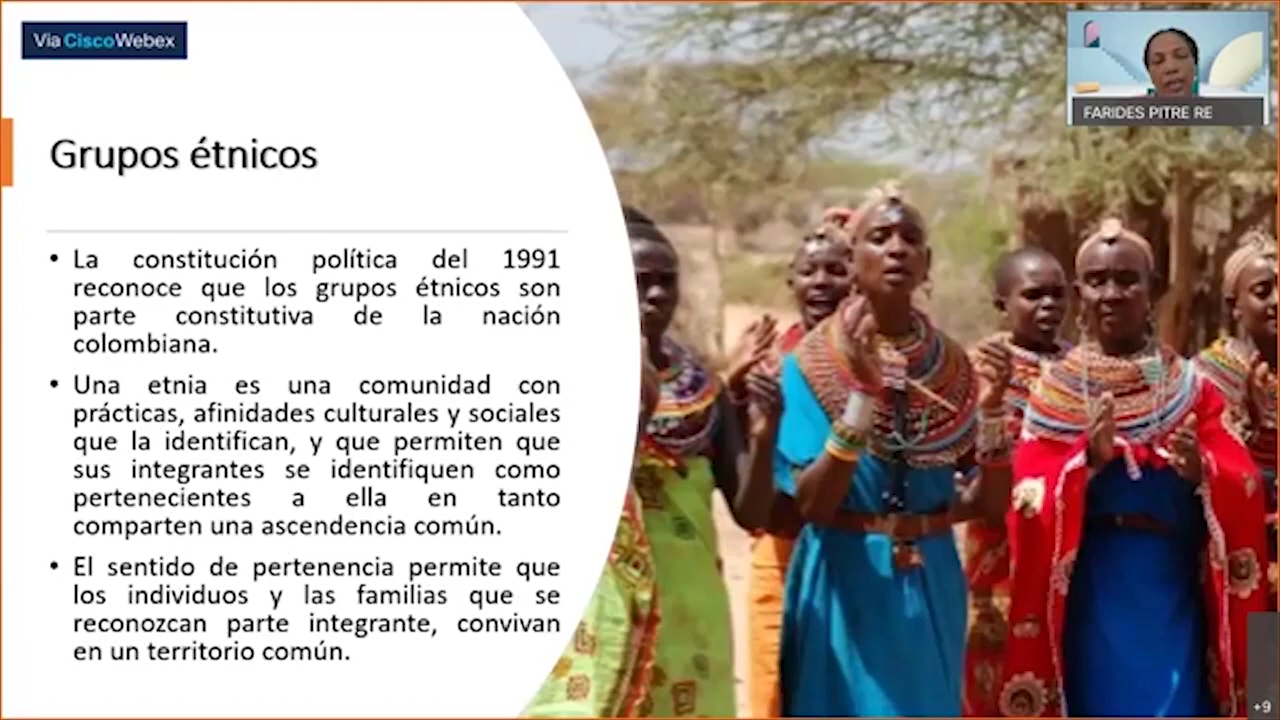 Vía CiscoWebex
FARIDES PITRE RE
Grupos étnicos
• La constitución política del 1991
reconoce que los grupos étnicos son
parte constitutiva de la nación
colombiana.
• Una etnia es una comunidad con
prácticas, afinidades culturales y sociales
que la identifican, y que permiten que
sus integrantes se identifiquen como
pertenecientes a ella en tanto
comparten una ascendencia común.
• El sentido de pertenencia permite que
los individuos y las familias que se
reconozcan parte integrante, convivan
en un territorio común.
+9